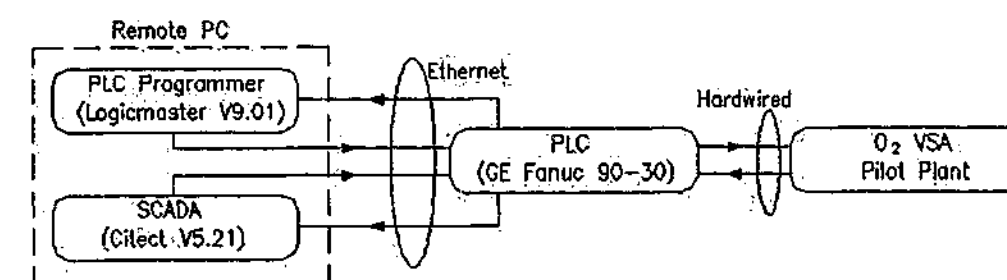 Remote PC
PLC Programmer
(Logicmaster V9.01)
Ethernet
Hardwired
PLC
(GE Fanuc 90-30)
O₂ VSA
Pilot Plant
SCADA
(Citect V5.21)